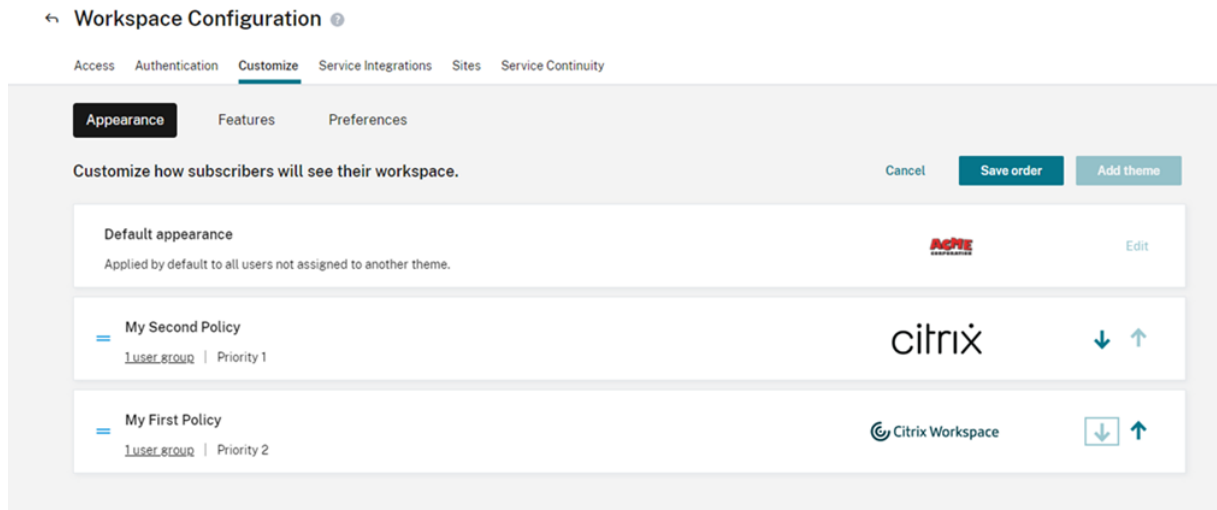 Workspace Configuration ?
Access Authentication Customize Service Integrations Sites Service Continuity
Appearance Features Preferences
Customize how subscribers will see their workspace. Cancel Save order Add theme
Default appearance
ACME
CORPORATION
Edit
Applied by default to all users not assigned to another theme.
My Second Policy
citrix
1 user group | Priority 1
My First Policy
Citrix Workspace
1 user group | Priority 2